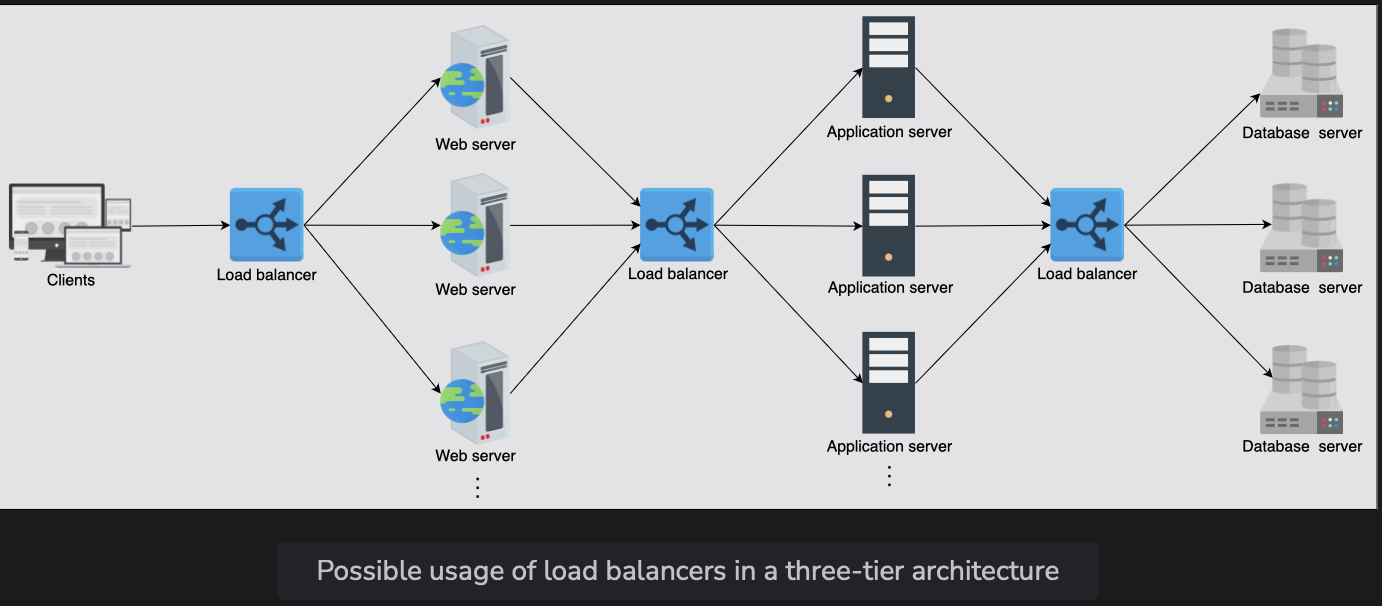 Clients
Load balancer
Web server
Web server
Web server
Load balancer
Application server
Application server
Application server
Load balancer
Database server
Database server
Database server
Possible usage of load balancers in a three-tier architecture